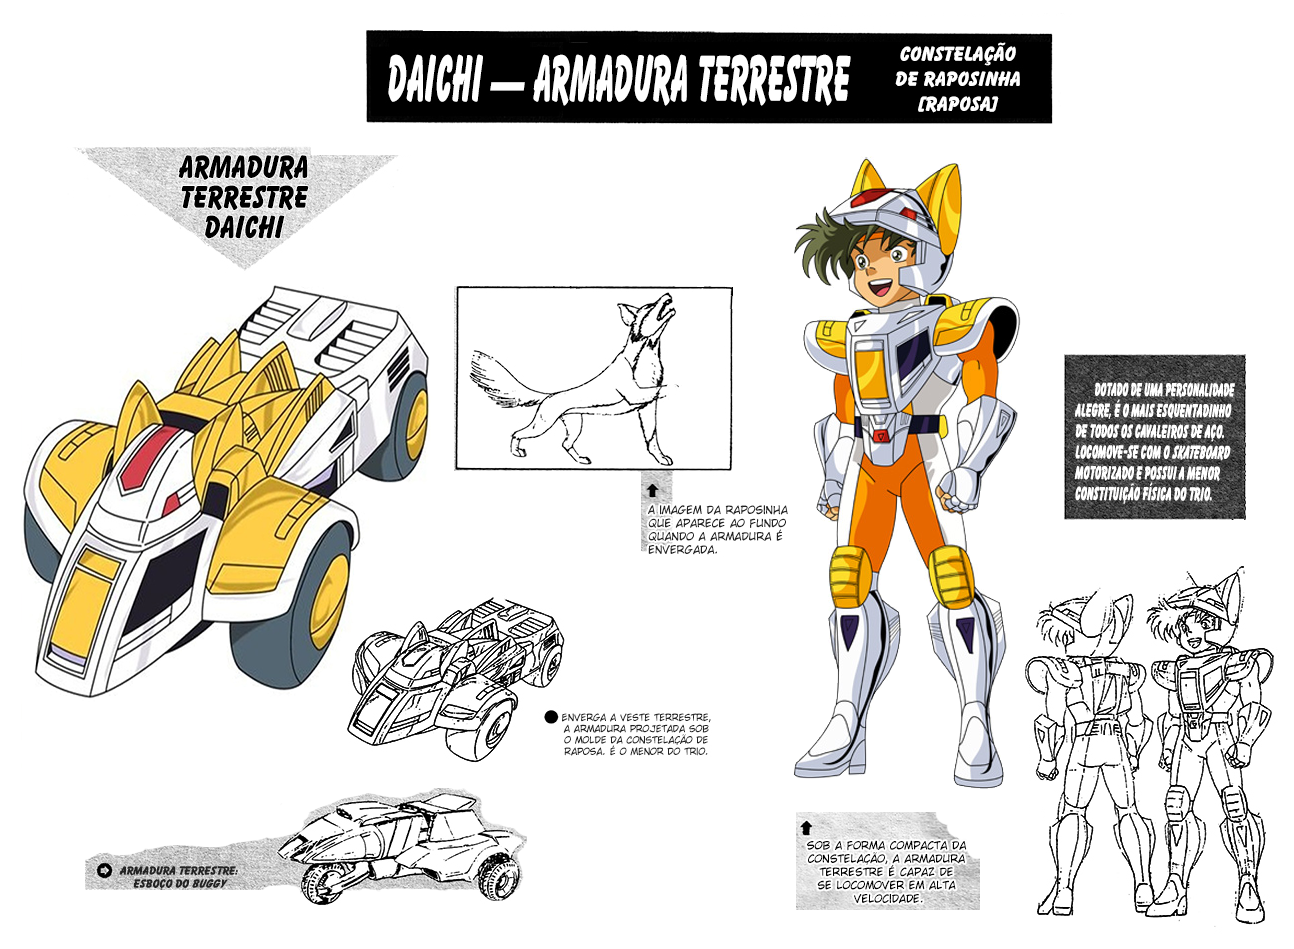 DAICHI — ARMADURA TERRESTRE
CONSTELAÇÃO
DE RAPOSINHA
[RAPOSA]
ARMADURA
TERRESTRE
DAICHI
A IMAGEM DA RAPOSINHA
QUE APARECE AO FUNDO
QUANDO A ARMADURA É
ENVERGADA.
DOTADO DE UMA PERSONALIDADE
ALEGRE, É O MAIS ESQUENTADINHO
DE TODOS OS CAVALEIROS DE AÇO.
LOCOMOVE-SE COM O SKATEBOARD
MOTORIZADO E POSSUI A MENOR
CONSTITUIÇÃO FÍSICA DO TRIO.
ENVERGA A VESTE TERRESTRE,
A ARMADURA PROJETADA SOB
O MOLDE DA CONSTELAÇÃO DE
RAPOSA. É O MENOR DO TRIO.
ARMADURA TERRESTRE:
ESBOÇO DO BUGGY
SOB A FORMA COMPACTA DA
CONSTELAÇÃO, A ARMADURA
TERRESTRE É CAPAZ DE
SE LOCOMOVER EM ALTA
VELOCIDADE.